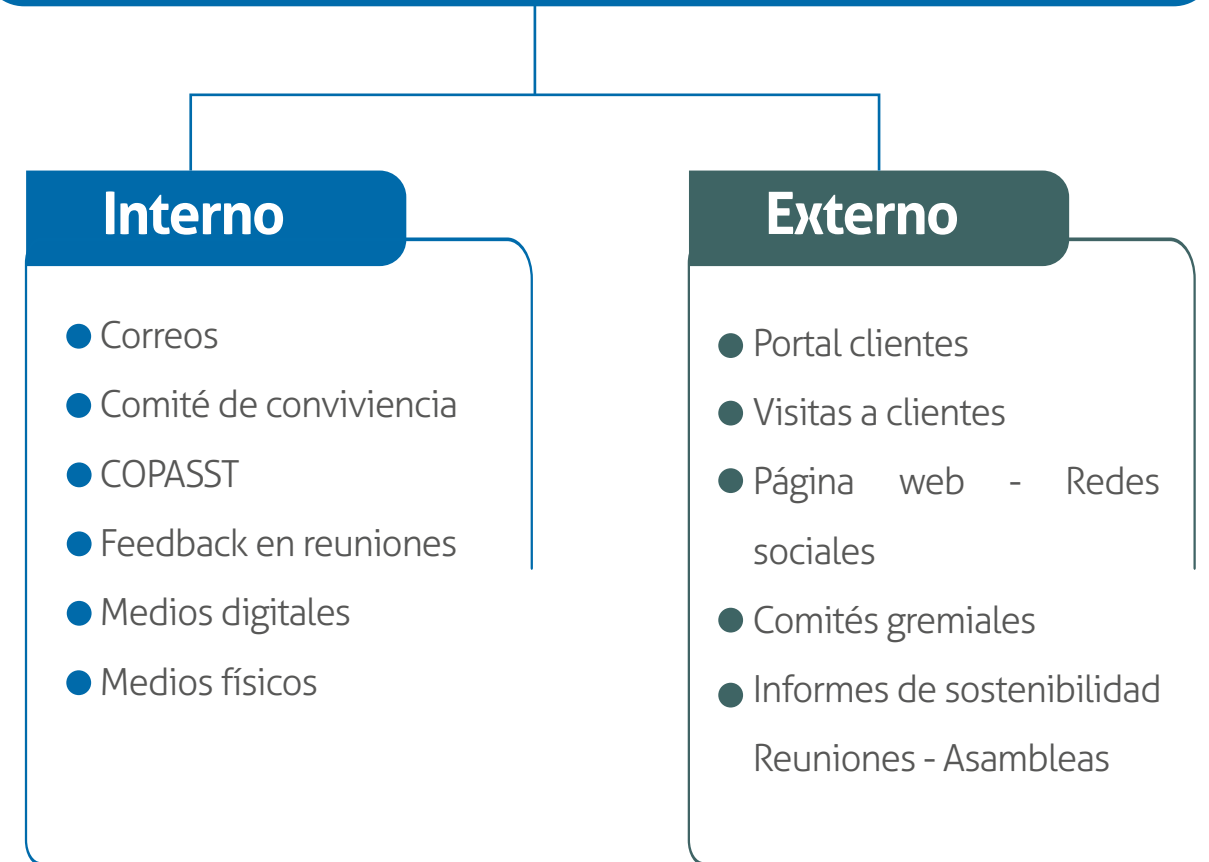 Interno
Correos
Comité de conviviencia
COPASST
Feedback en reuniones
Medios digitales
Medios físicos
Externo
Portal clientes
Visitas a clientes
Página web - Redes
sociales
Comités gremiales
Informes de sostenibilidad
Reuniones - Asambleas